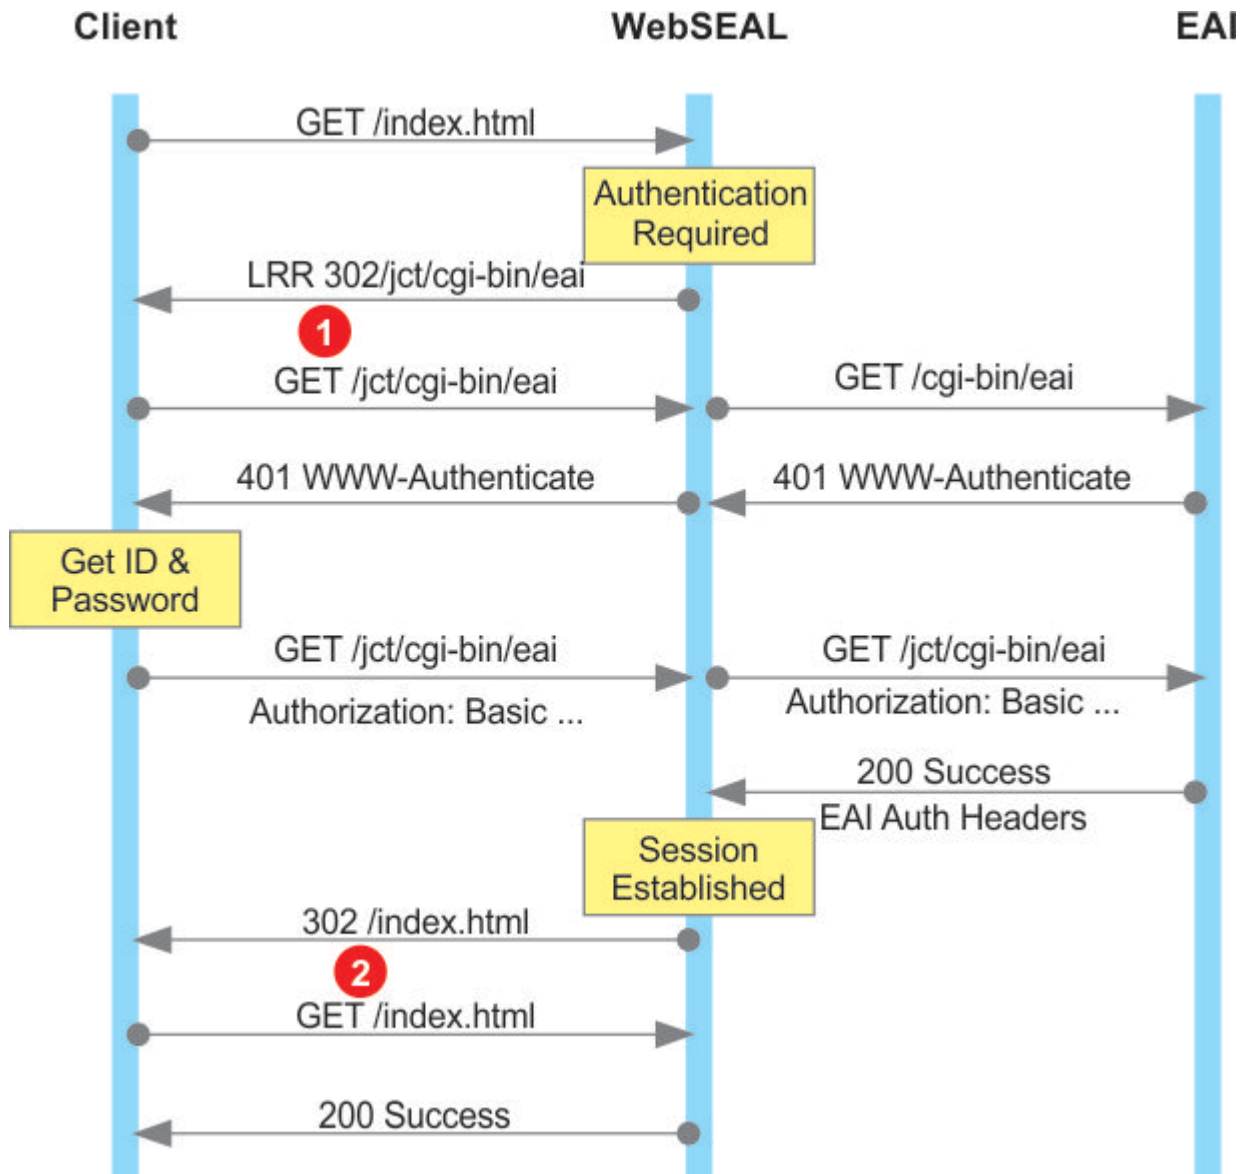 Client
WebSEAL
EAI
GET /index.html
Authentication
Required
LRR 302/jct/cgi-bin/eai
1
GET /jct/cgi-bin/eai
GET /cgi-bin/eai
401 WWW-Authenticate
401 WWW-Authenticate
Get ID &
Password
GET /jct/cgi-bin/eai
GET /jct/cgi-bin/eai
Authorization: Basic ...
Authorization: Basic ...
200 Success
EAI Auth Headers
Session
Established
302 /index.html
2
GET /index.html
200 Success